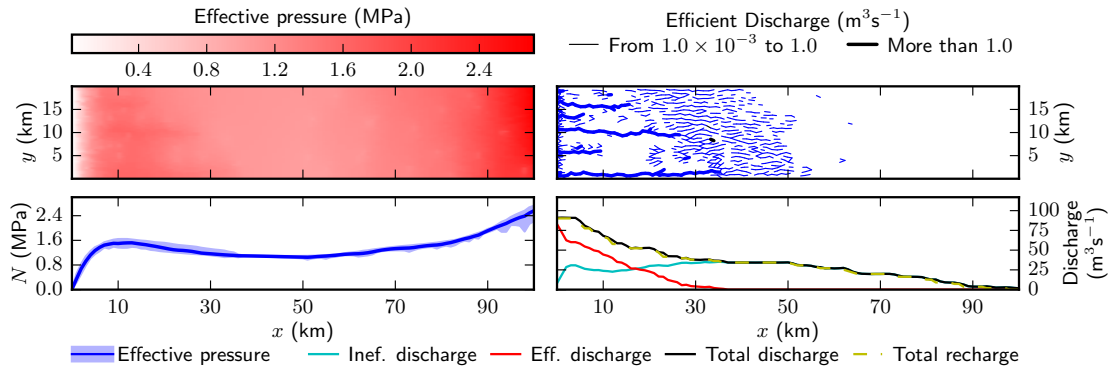 Effective pressure (MPa)
0.4 0.8 1.2 1.6 2.0 2.4
Efficient Discharge (m³s⁻¹)
From 1.0 × 10⁻³ to 1.0
More than 1.0
15
10
5
y (km)
15
10
5
y (km)
2.4
1.6
0.8
0.0
N (MPa)
10 30 50 70 90
x (km)
100
75
50
25
0
Discharge
(m³s⁻¹)
10 30 50 70 90
x (km)
Effective pressure
Inef. discharge
Eff. discharge
Total discharge
Total recharge